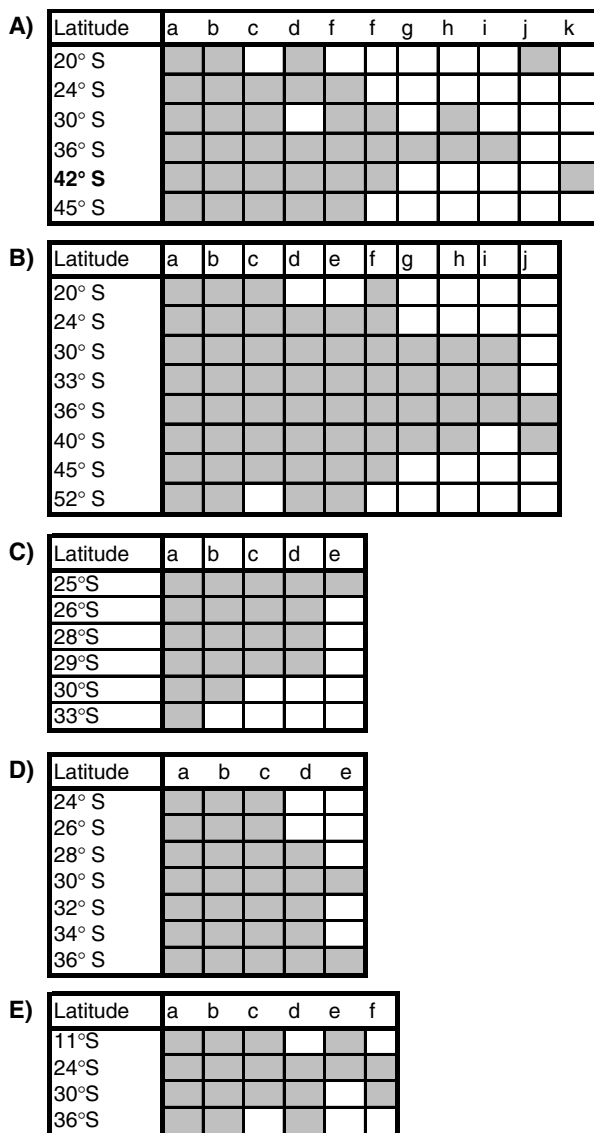 A) Latitude a b c d f f g h i j k
20° S
24° S
30° S
36° S
42° S
45° S
B) Latitude a b c d e f g h i j
20° S
24° S
30° S
33° S
36° S
40° S
45° S
52° S
C) Latitude a b c d e
25°S
26°S
28°S
29°S
30°S
33°S
D) Latitude a b c d e
24° S
26° S
28° S
30° S
32° S
34° S
36° S
E) Latitude a b c d e f
11°S
24°S
30°S
36°S